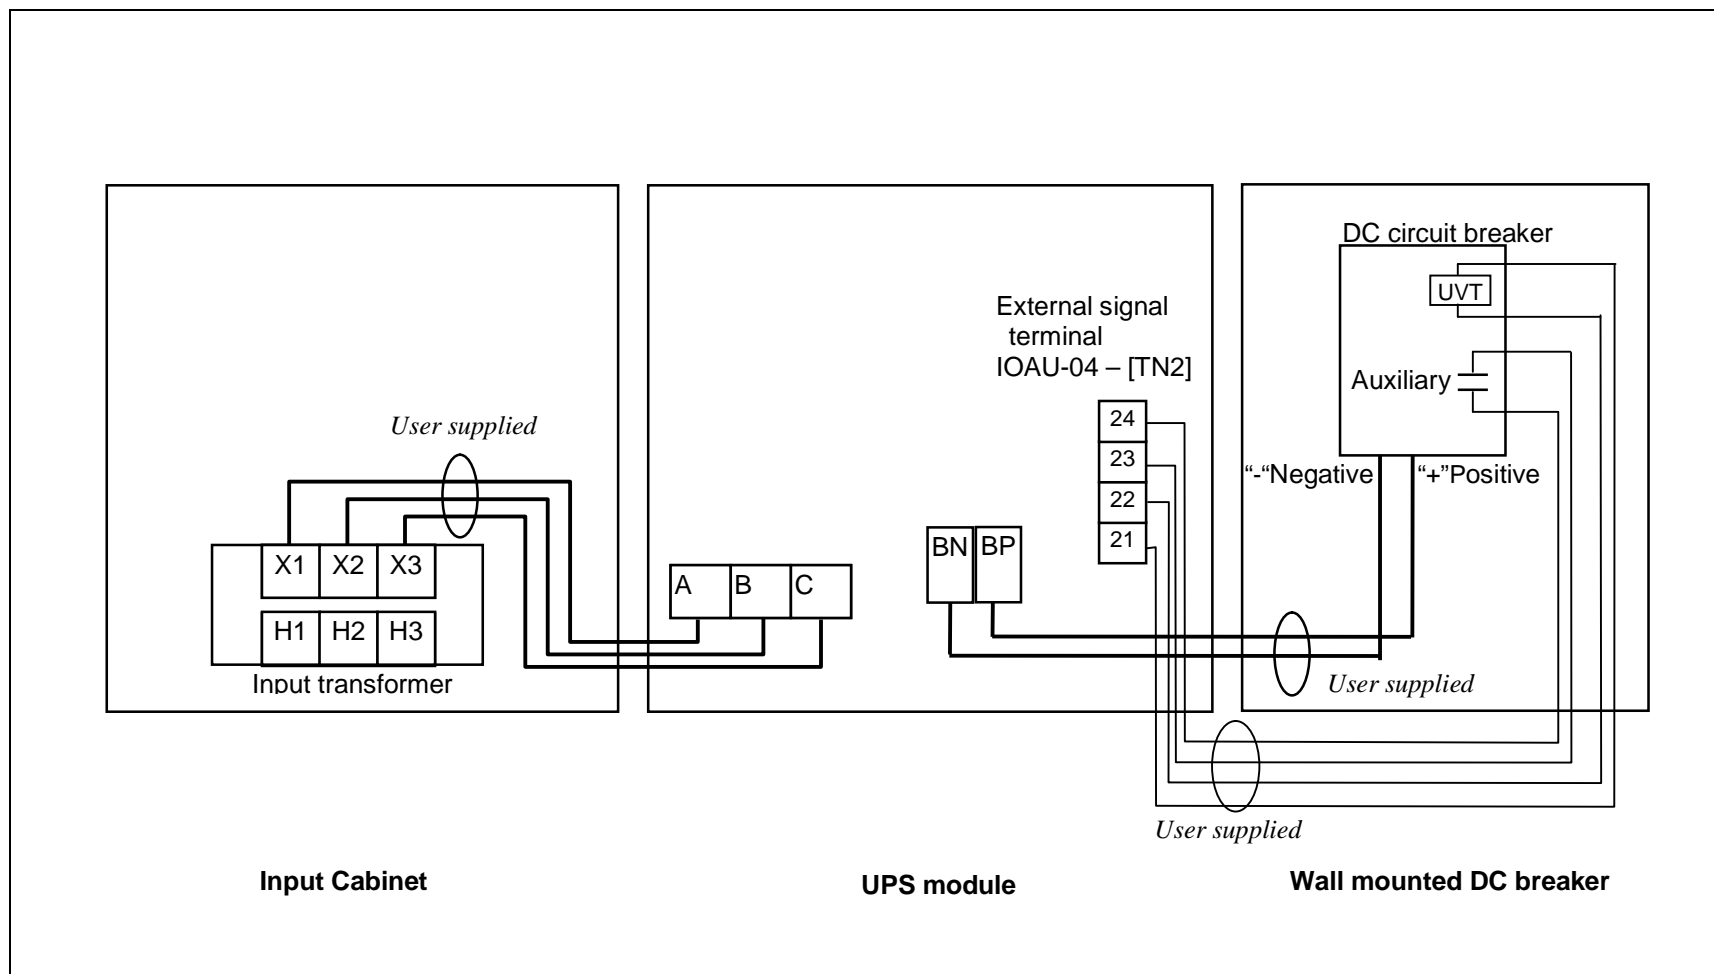 DC circuit breaker
UVT
External signal
terminal
IOAU-04 – [TN2]
Auxiliary
24
23
22
21
User supplied
“-“Negative
“+”Positive
X1 X2 X3
H1 H2 H3
Input transformer
A B C
BN BP
User supplied
User supplied
Input Cabinet
UPS module
Wall mounted DC breaker